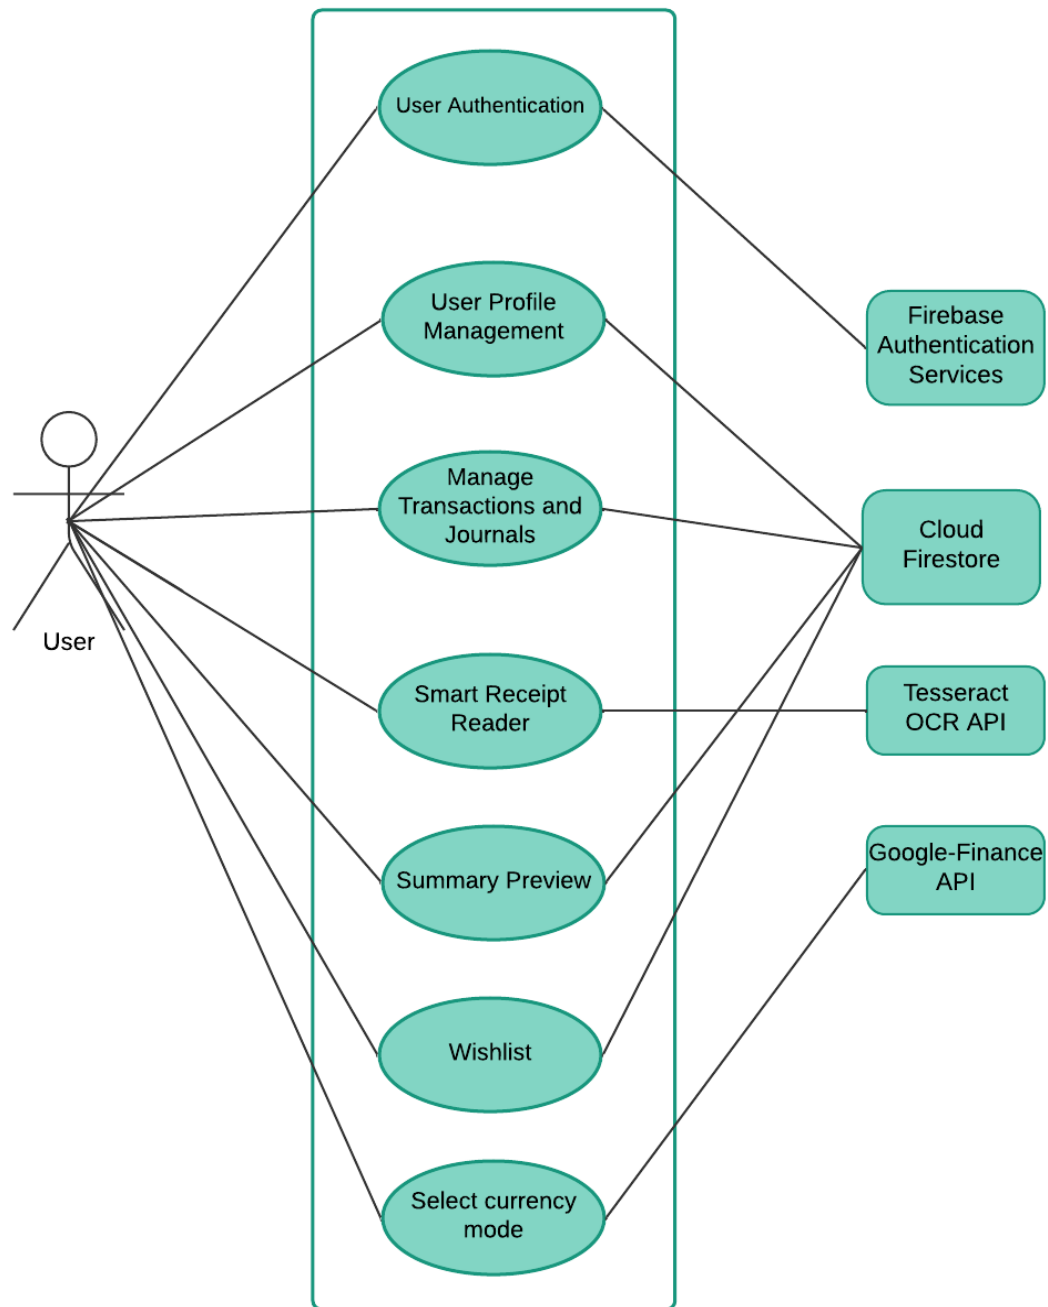 User Authentication
User Profile
Management
Manage
Transactions and
Journals
Smart Receipt
Reader
Summary Preview
Wishlist
Select currency
mode
User
Firebase
Authentication
Services
Cloud
Firestore
Tesseract
OCR API
Google-Finance
API